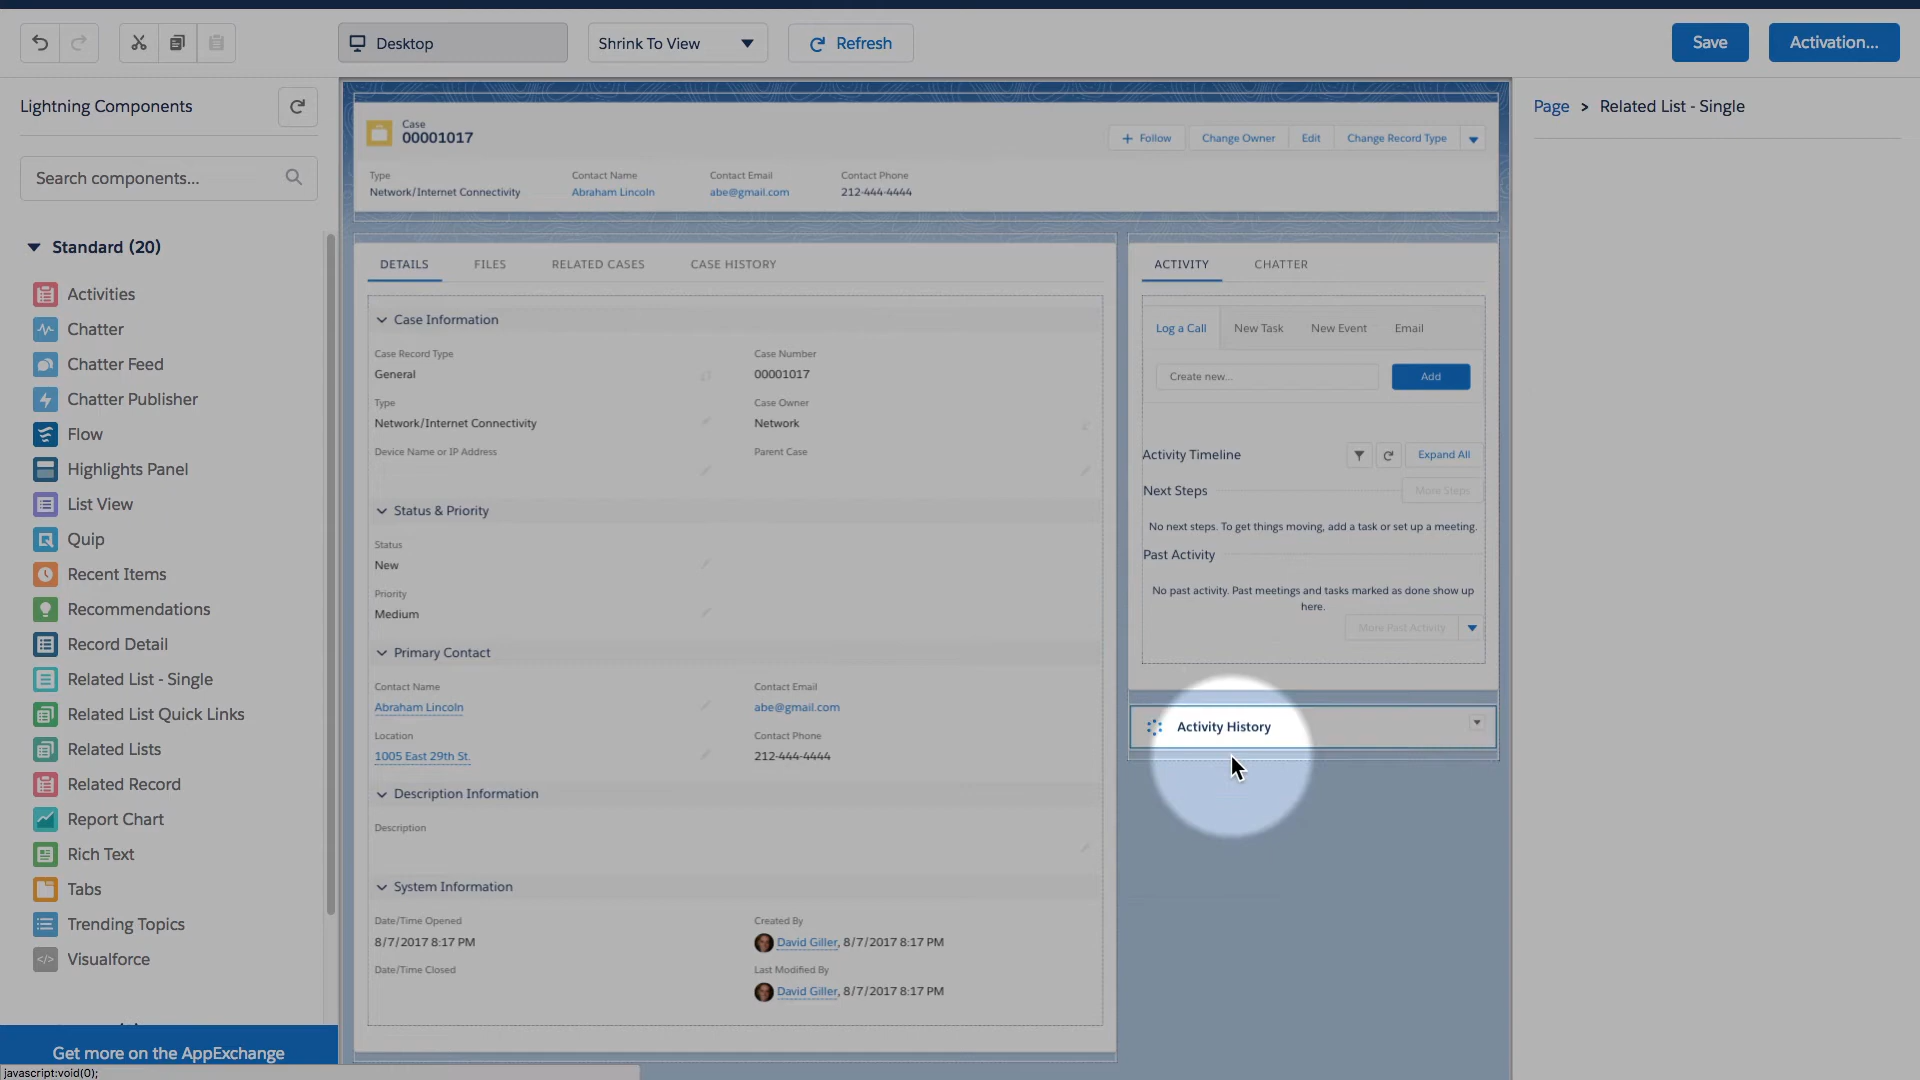 Desktop
Shrink To View
Refresh
Save
Activation...
Lightning Components
Search components...
Standard (20)
Activities
Chatter
Chatter Feed
Chatter Publisher
Flow
Highlights Panel
List View
Quip
Recent Items
Recommendations
Record Detail
Related List - Single
Related List Quick Links
Related Lists
Related Record
Report Chart
Rich Text
Tabs
Trending Topics
Visualforce
Get more on the AppExchange
javascript:void(0);
Case
00001017
Follow
Change Owner
Edit
Change Record Type
Type
Network/Internet Connectivity
Contact Name
Abraham Lincoln
Contact Email
abe@gmail.com
Contact Phone
212-444-4444
DETAILS
FILES
RELATED CASES
CASE HISTORY
Case Information
Case Record Type
General
Case Number
00001017
Type
Network/Internet Connectivity
Case Owner
Network
Device Name or IP Address
Parent Case
Status & Priority
Status
New
Priority
Medium
Primary Contact
Contact Name
Abraham Lincoln
Contact Email
abe@gmail.com
Location
1005 East 29th St.
Contact Phone
212-444-4444
Description Information
Description
System Information
Date/Time Opened
8/7/2017 8:17 PM
Created By
David Giller, 8/7/2017 8:17 PM
Date/Time Closed
Last Modified By
David Giller, 8/7/2017 8:17 PM
ACTIVITY
CHATTER
Log a Call
New Task
New Event
Email
Create new...
Add
Activity Timeline
Expand All
Next Steps
More Steps
No next steps. To get things moving, add a task or set up a meeting.
Past Activity
No past activity. Past meetings and tasks marked as done show up
here.
More Past Activity
Activity History
Page > Related List - Single